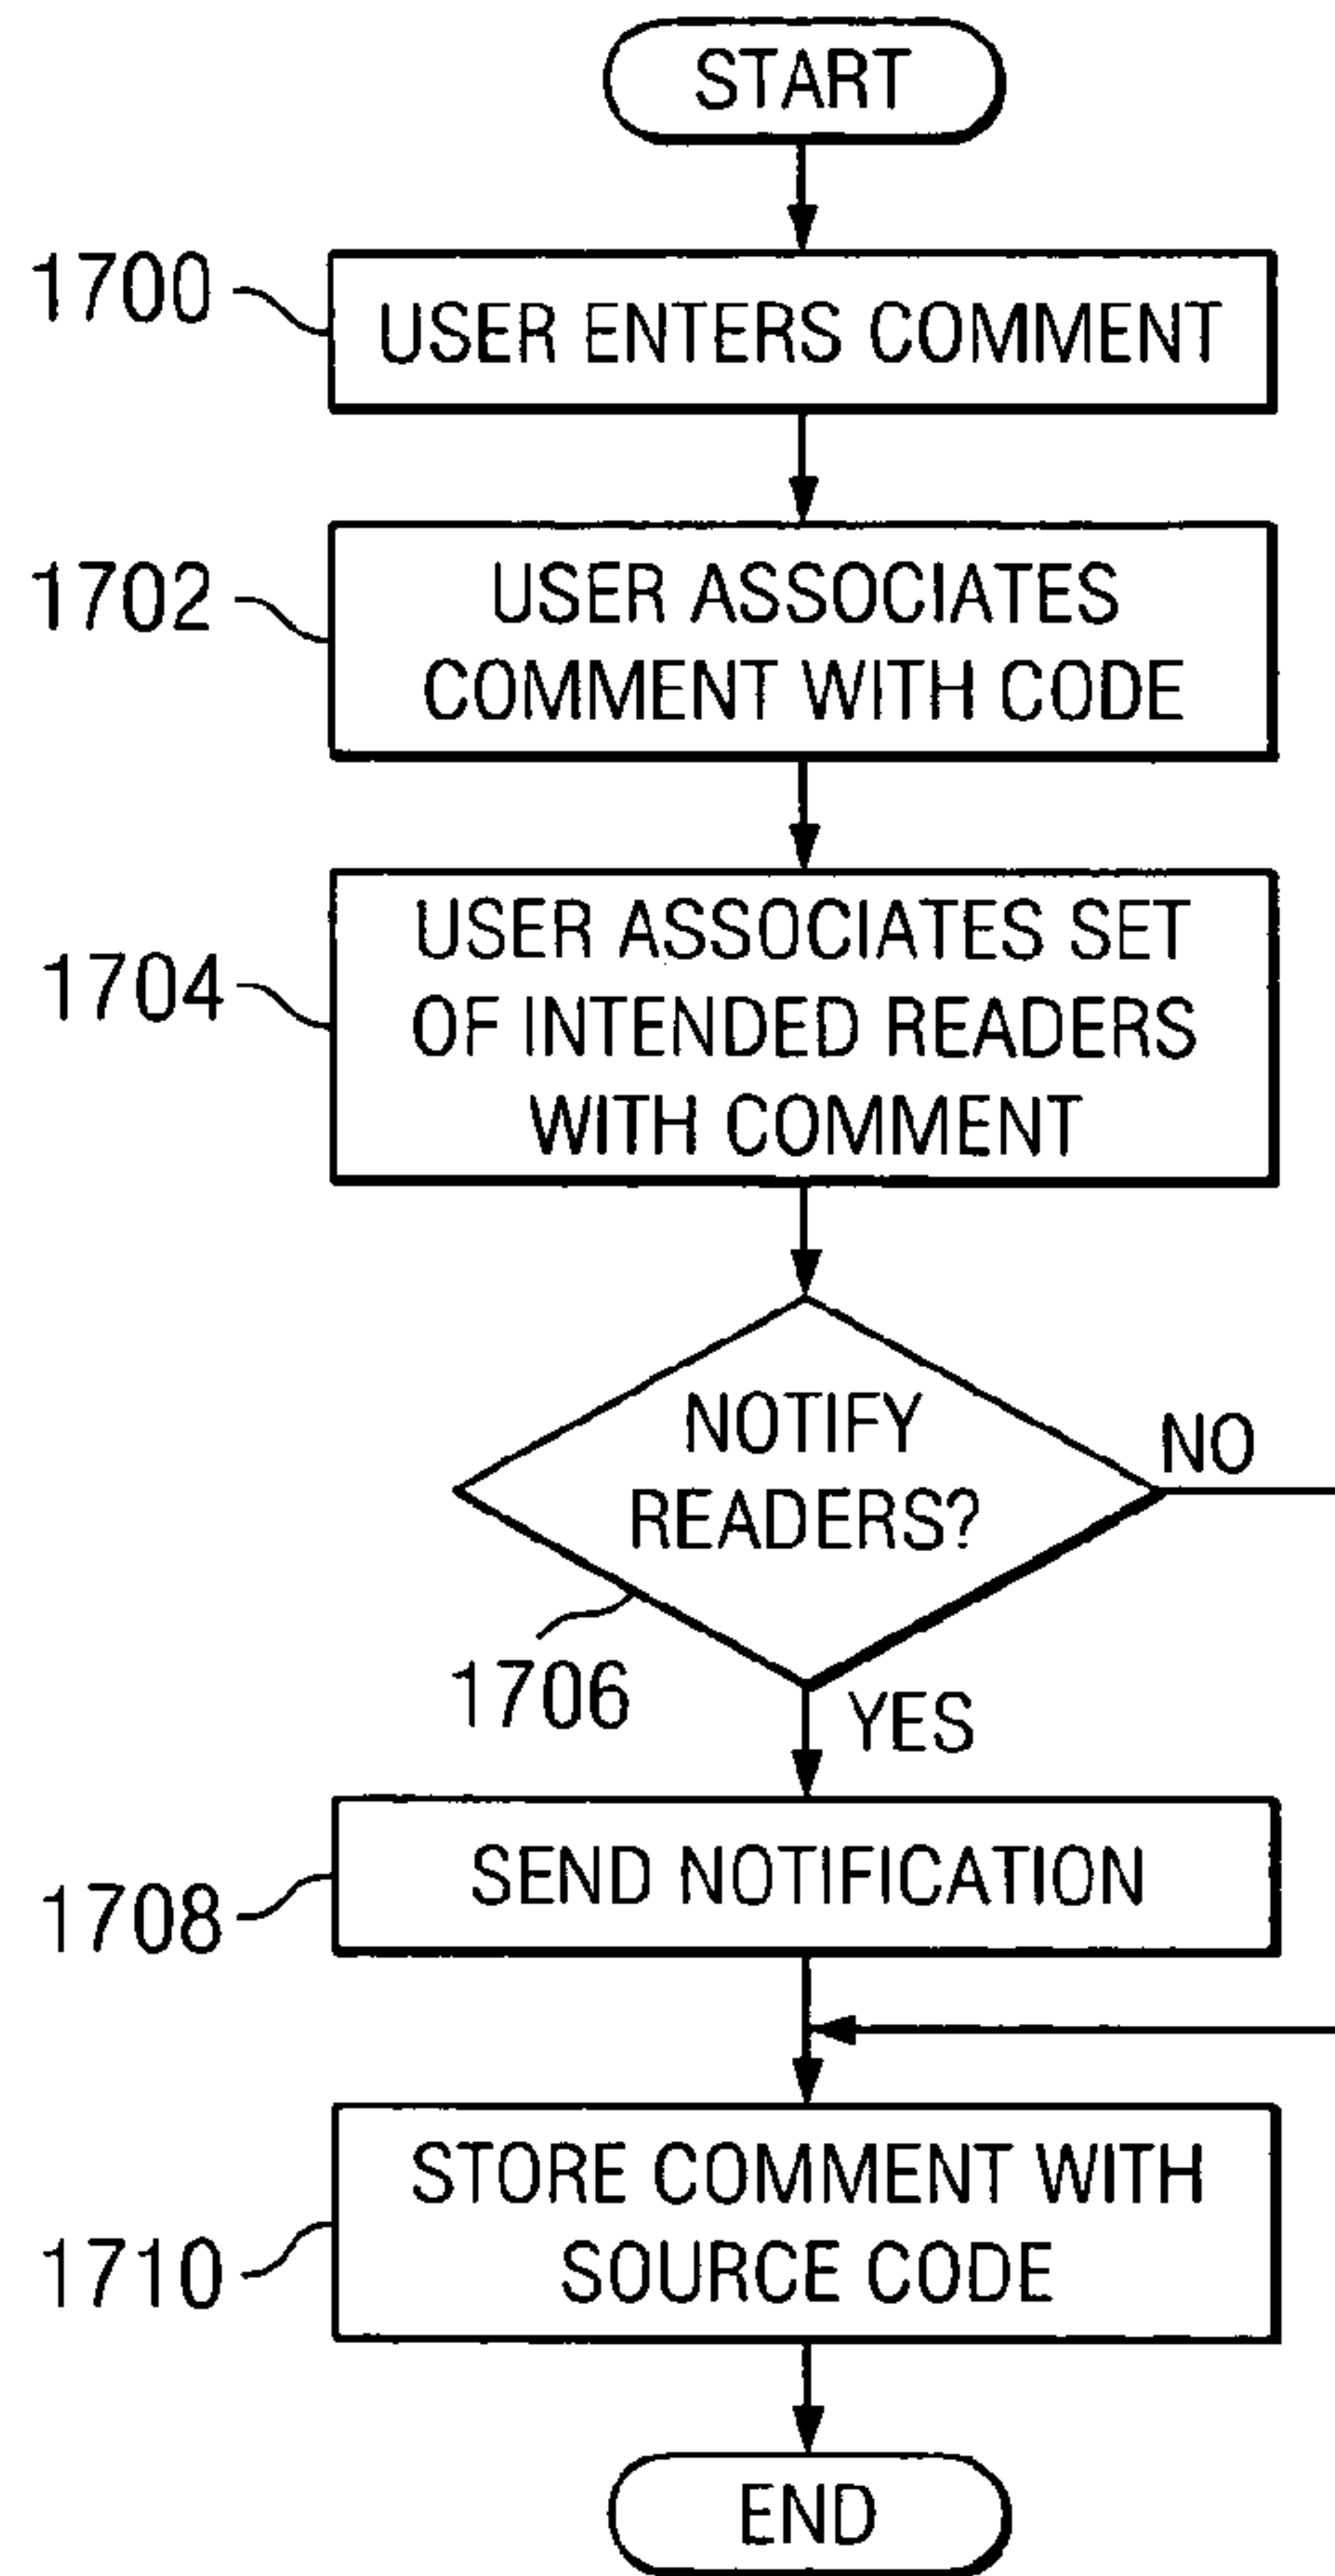 START
1700
USER ENTERS COMMENT
1702
USER ASSOCIATES
COMMENT WITH CODE
1704
USER ASSOCIATES SET
OF INTENDED READERS
WITH COMMENT
NOTIFY
READERS?
NO
1706
YES
1708
SEND NOTIFICATION
1710
STORE COMMENT WITH
SOURCE CODE
END